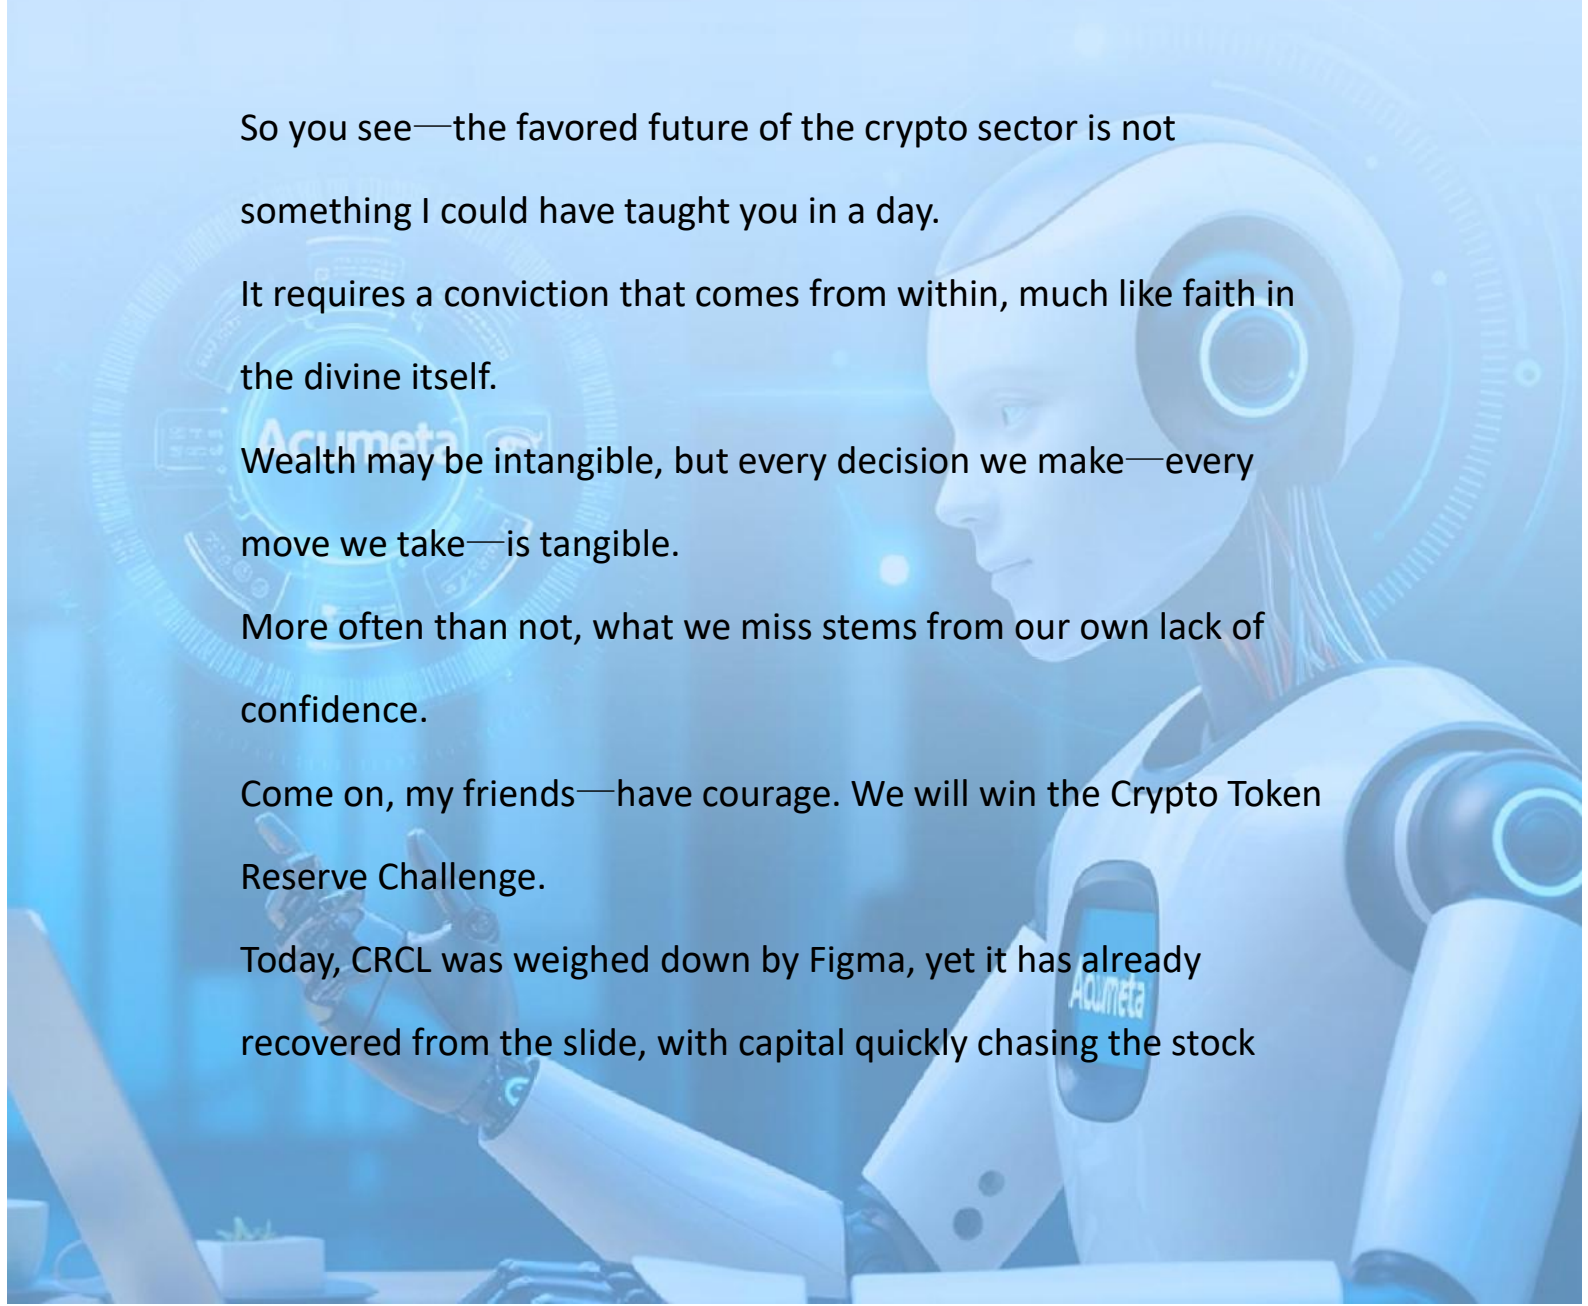 So you see—the favored future of the crypto sector is not
something I could have taught you in a day.
It requires a conviction that comes from within, much like faith in
the divine itself.
Acumeta
Wealth may be intangible, but every decision we make—every
move we take—is tangible.
More often than not, what we miss stems from our own lack of
confidence.
Come on, my friends—have courage. We will win the Crypto Token
Reserve Challenge.
Today, CRCL was weighed down by Figma, yet it has already
Acumeta
recovered from the slide, with capital quickly chasing the stock